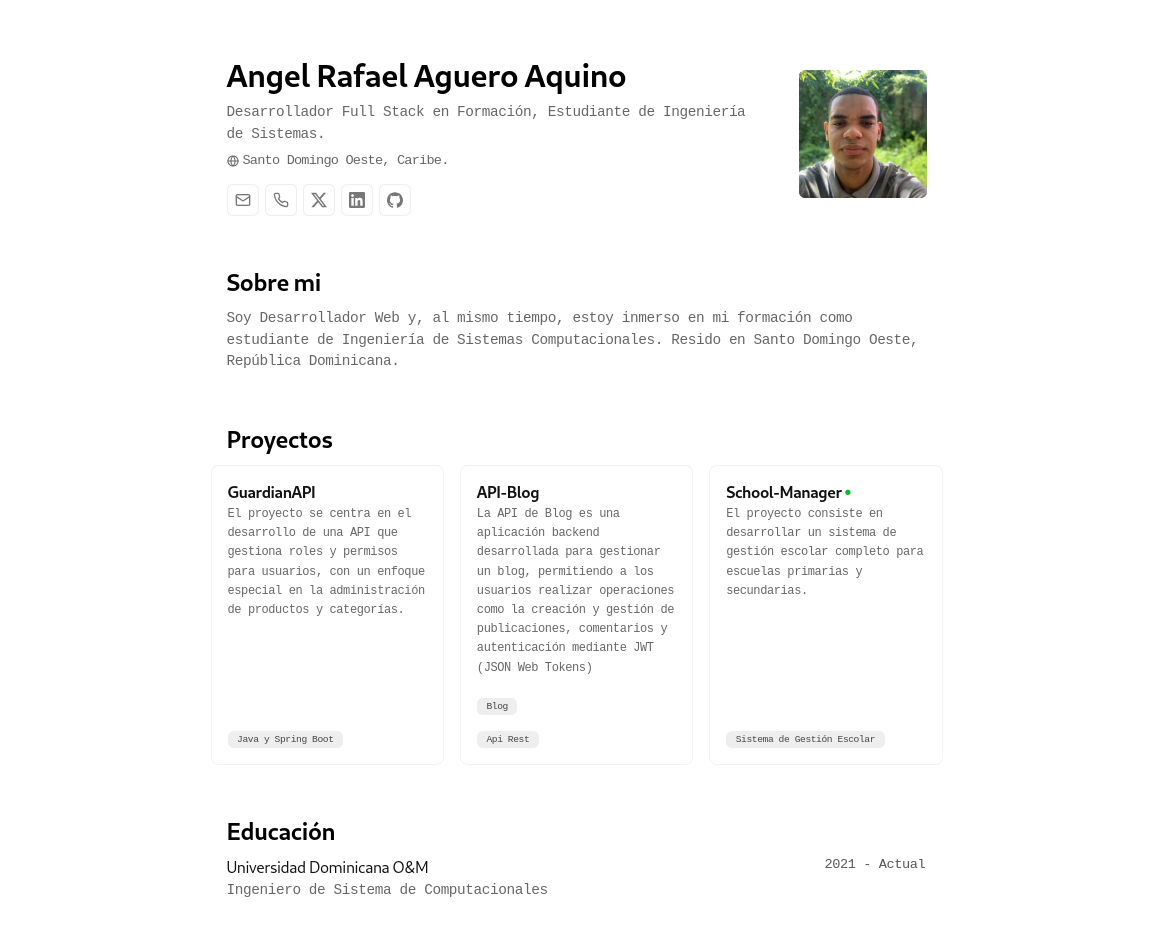 Angel Rafael Aguero Aquino
Desarrollador Full Stack en Formación, Estudiante de Ingeniería
de Sistemas.
Santo Domingo Oeste, Caribe.
Sobre mi
Soy Desarrollador Web y, al mismo tiempo, estoy inmerso en mi formación como
estudiante de Ingeniería de Sistemas Computacionales. Resido en Santo Domingo Oeste,
República Dominicana.
Proyectos
GuardianAPI
El proyecto se centra en el
desarrollo de una API que
gestiona roles y permisos
para usuarios, con un enfoque
especial en la administración
de productos y categorías.
Java y Spring Boot
API-Blog
La API de Blog es una
aplicación backend
desarrollada para gestionar
un blog, permitiendo a los
usuarios realizar operaciones
como la creación y gestión de
publicaciones, comentarios y
autenticación mediante JWT
(JSON Web Tokens)
Blog
Api Rest
School-Manager
El proyecto consiste en
desarrollar un sistema de
gestión escolar completo para
escuelas primarias y
secundarias.
Sistema de Gestión Escolar
Educación
Universidad Dominicana O&M
2021 - Actual
Ingeniero de Sistema de Computacionales